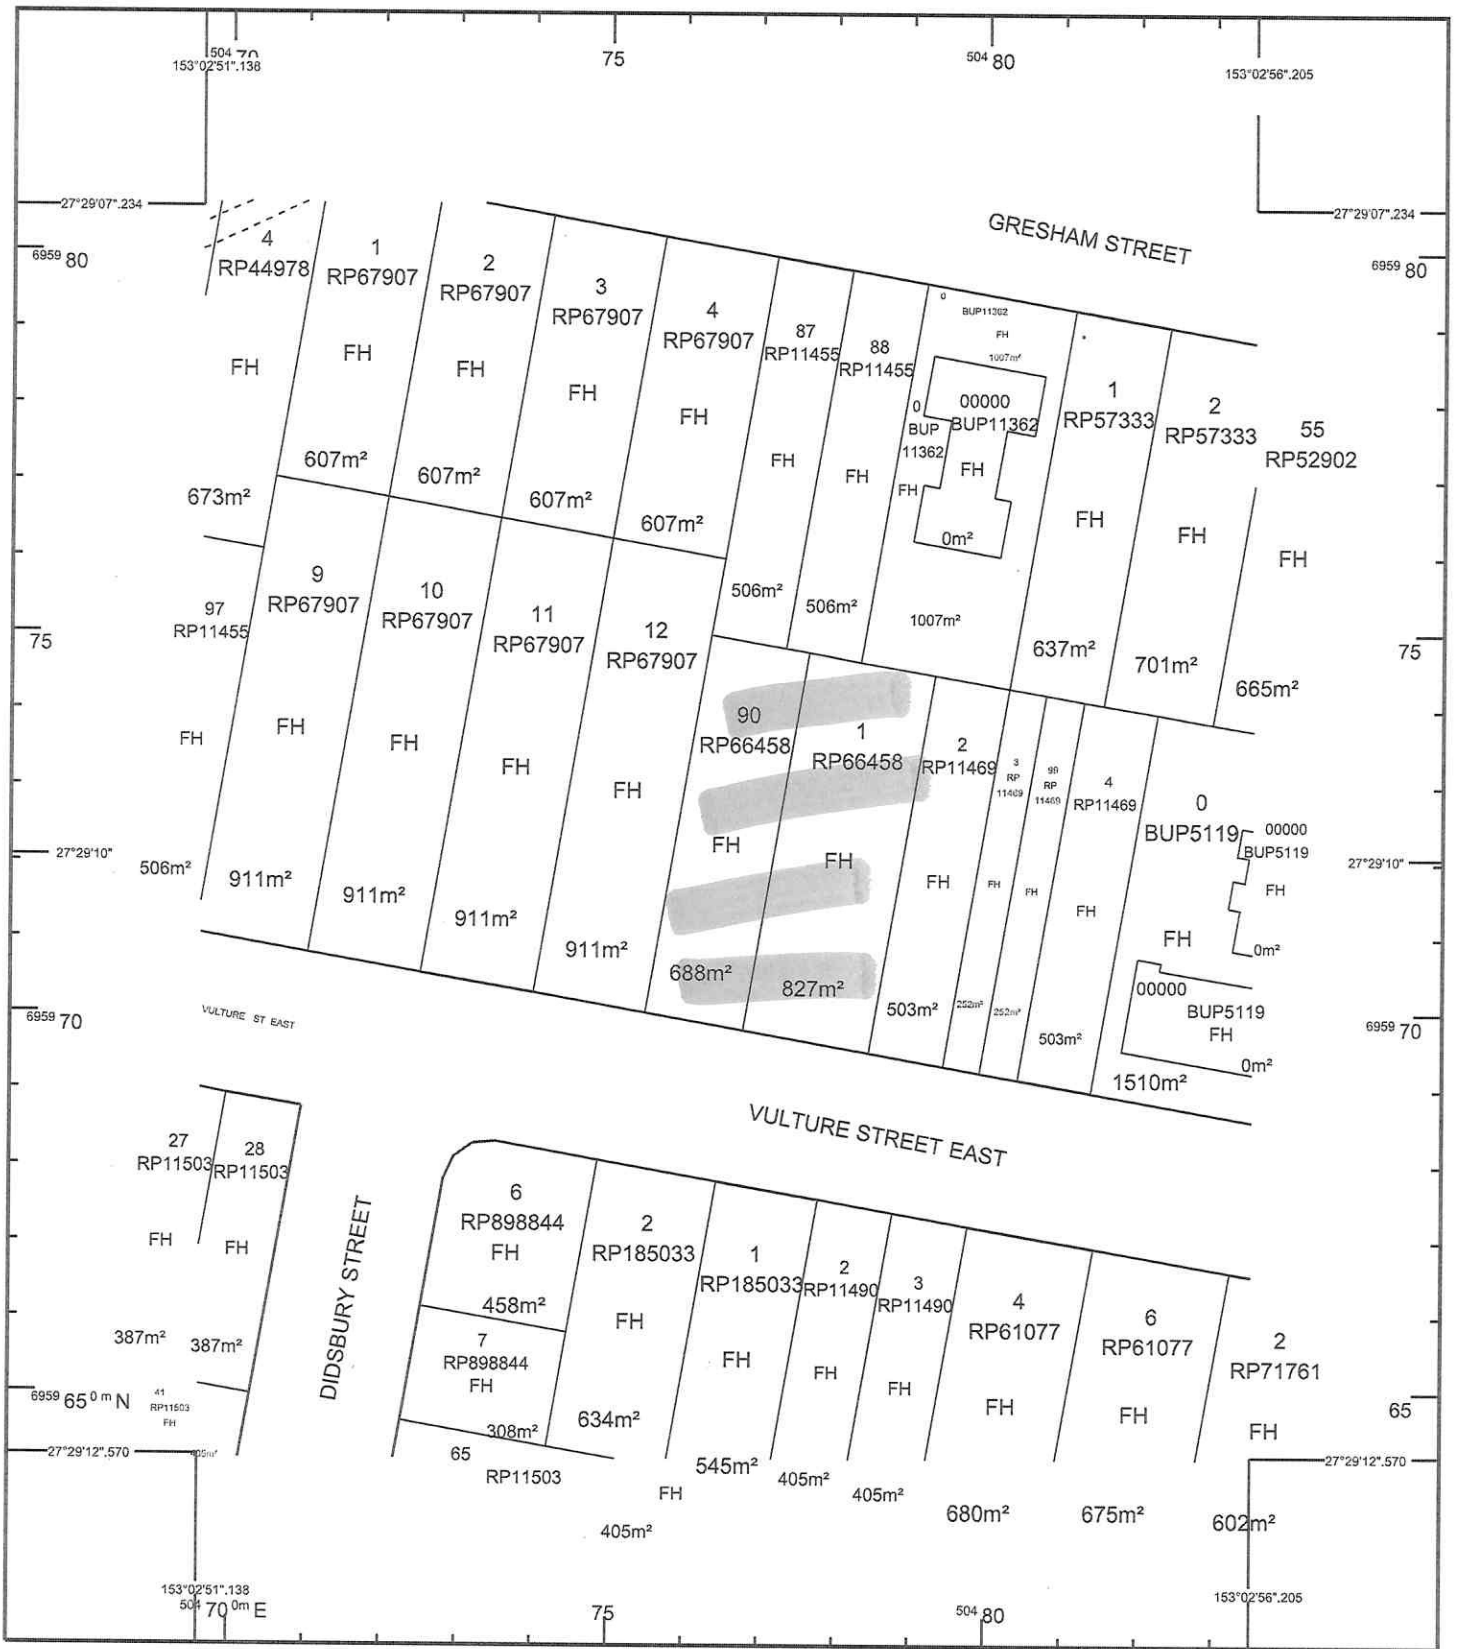 504 70
75
504 80
153°02'51".138
153°02'56".205
27°29'07".234
27°29'07".234
GRESHAM STREET
6959 80
6959 80
4
RP44978
FH
673m²
1
RP67907
FH
607m²
2
RP67907
FH
607m²
3
RP67907
FH
607m²
4
RP67907
FH
607m²
87
RP11455
FH
506m²
88
RP11455
FH
506m²
0
BUP11362
FH
1007m²
0
BUP
11362
FH
00000
BUP11362
FH
0m²
1007m²
1
RP57333
FH
637m²
2
RP57333
FH
701m²
55
RP52902
FH
665m²
75
75
97
RP11455
FH
506m²
9
RP67907
FH
911m²
10
RP67907
FH
911m²
11
RP67907
FH
911m²
12
RP67907
FH
911m²
90
RP66458
FH
688m²
1
RP66458
FH
827m²
2
RP11469
FH
503m²
3
RP
11469
FH
252m²
99
RP
11469
FH
252m²
4
RP11469
FH
503m²
0
BUP5119
FH
1510m²
00000
BUP5119
FH
0m²
00000
BUP5119
FH
0m²
27°29'10"
27°29'10"
6959 70
6959 70
VULTURE ST EAST
VULTURE STREET EAST
27
RP11503
FH
387m²
28
RP11503
FH
387m²
DIDSBURY STREET
6
RP898844
FH
458m²
7
RP898844
FH
308m²
2
RP185033
FH
634m²
1
RP185033
FH
545m²
2
RP11490
FH
405m²
3
RP11490
FH
405m²
4
RP61077
FH
680m²
6
RP61077
FH
675m²
2
RP71761
FH
602m²
6959 65 0 m N
65
41
RP11503
FH
405m²
27°29'12".570
27°29'12".570
65
RP11503
FH
405m²
153°02'51".138
153°02'56".205
504 70 0m E
75
504 80